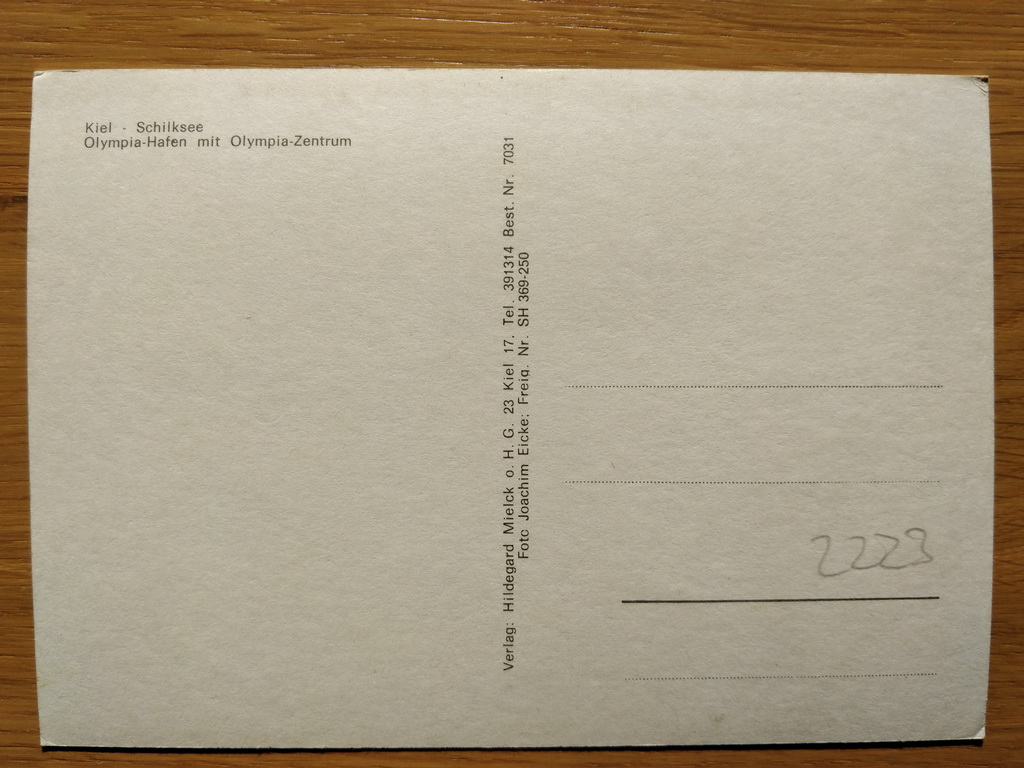 Kiel - Schilksee
Olympia-Hafen mit Olympia-Zentrum
Verlag: Hildegard Mielck o. H. G. 23 Kiel 17. Tel. 391314 Best. Nr. 7031
Foto Joachim Eicke; Freig. Nr. SH 369-250
2223